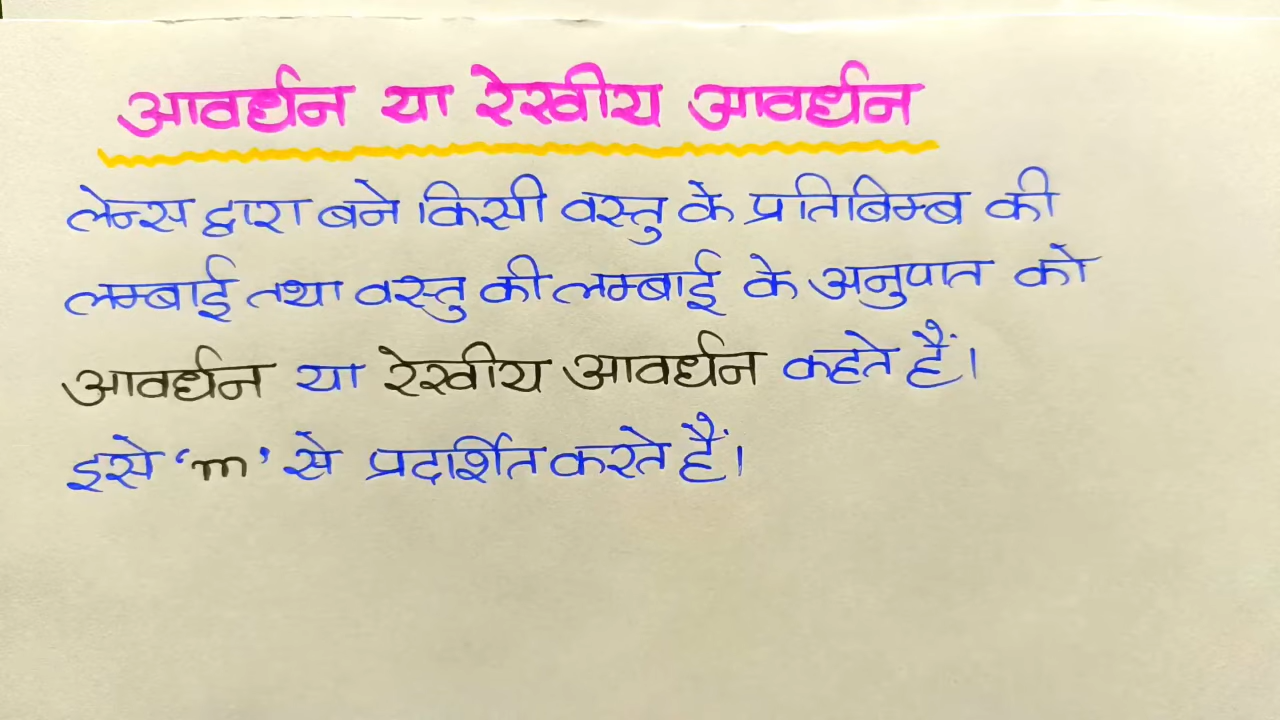 आवर्धन या रेखीय आवर्धन
लेन्स द्वारा बने किसी वस्तु के प्रतिबिम्ब की
लम्बाई तथा वस्तु की लम्बाई के अनुपात को
आवर्धन या रेखीय आवर्धन कहते हैं।
इसे ‘m’ से प्रदर्शित करते हैं।